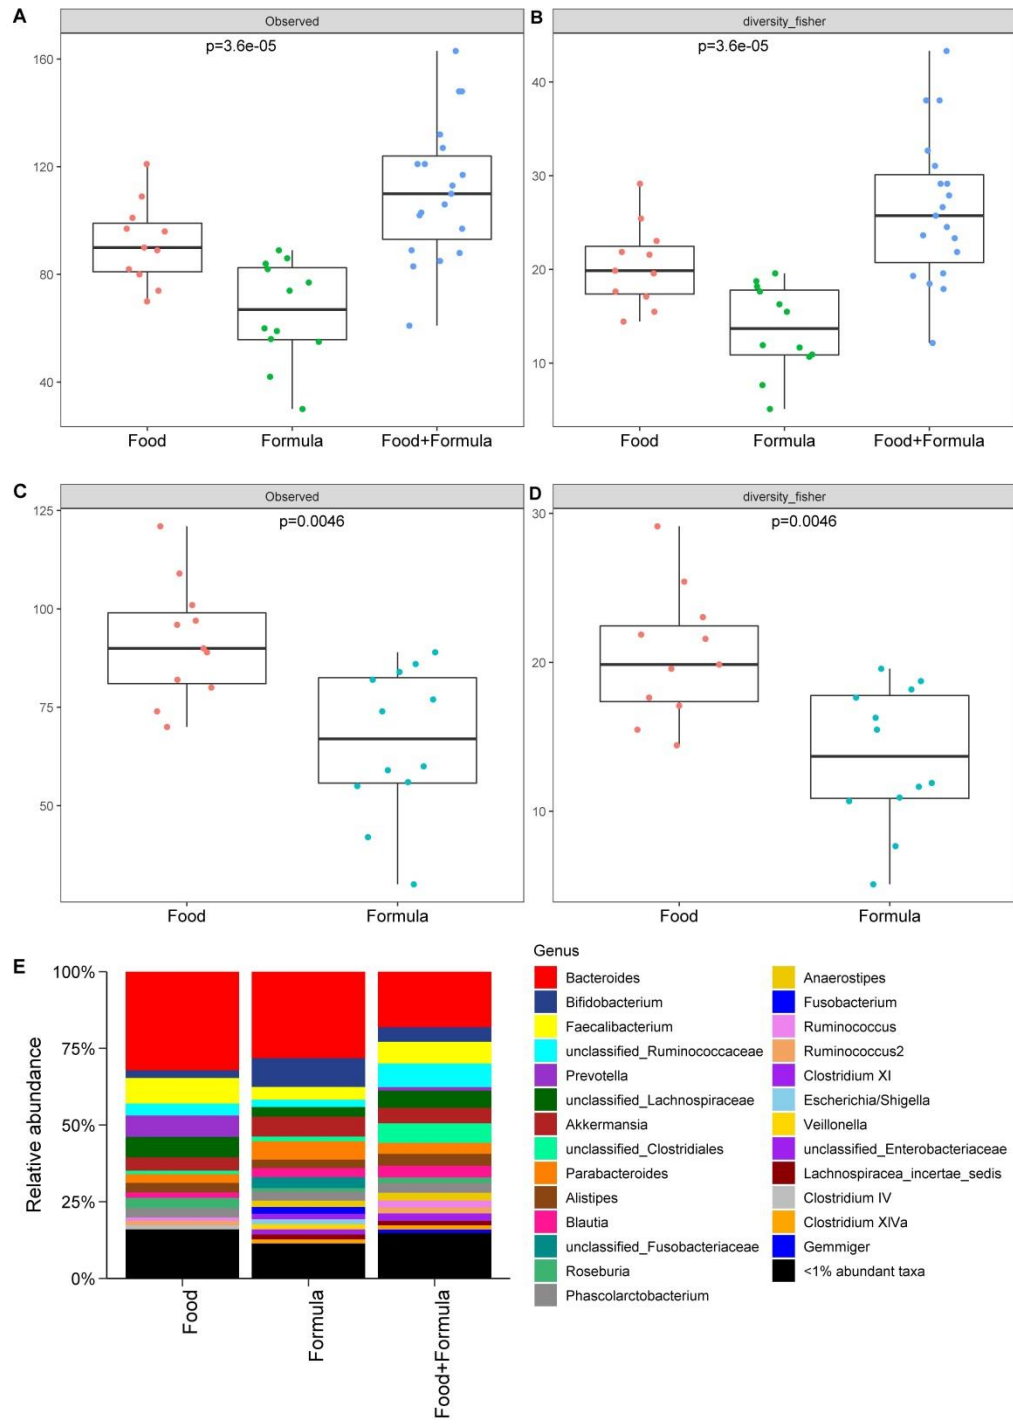 A
Observed
p=3.6e-05
160
120
80
40
Food
Formula
Food+Formula
B
diversity_fisher
p=3.6e-05
40
30
20
10
Food
Formula
Food+Formula
C
Observed
p=0.0046
125
100
75
50
Food
Formula
D
diversity_fisher
p=0.0046
30
20
10
Food
Formula
E
Relative abundance
100%
75%
50%
25%
0%
Food
Formula
Food+Formula
Genus
Bacteroides
Bifidobacterium
Faecalibacterium
unclassified_Ruminococcaceae
Prevotella
unclassified_Lachnospiraceae
Akkermansia
unclassified_Clostridiales
Parabacteroides
Alistipes
Blautia
unclassified_Fusobacteriaceae
Roseburia
Phascolarctobacterium
Anaerostipes
Fusobacterium
Ruminococcus
Ruminococcus2
Clostridium XI
Escherichia/Shigella
Veillonella
unclassified_Enterobacteriaceae
Lachnospiracea_incertae_sedis
Clostridium IV
Clostridium XIVa
Gemmiger
<1% abundant taxa